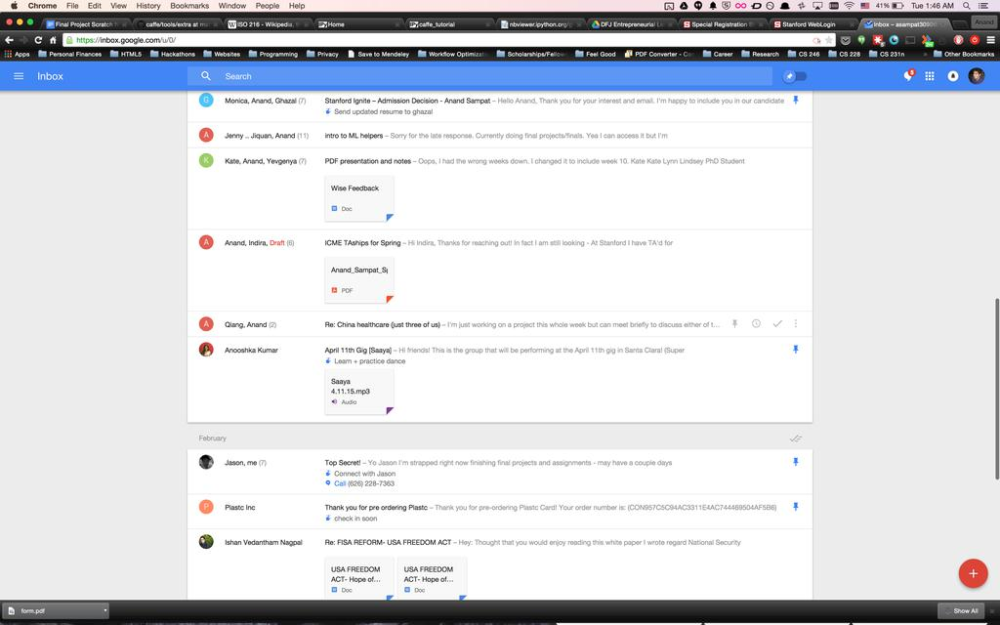 Chrome File Edit View History Bookmarks Window People Help
41% Tue 1:46 AM
Final Project Scratch N
caffe/tools/extra at ma
ISO 216 - Wikipedia,
Home
caffe_tutorial
nbviewer.ipython.org/g
DFJ Entrepreneurial Le
Special Registration
Stanford WebLogin
Inbox – asampat30906
Anand
https://inbox.google.com/u/0/
Apps Personal Finances HTML5 Hackathons Websites Programming Privacy Save to Mendeley Workflow Optimizatio Scholarships/Fellow Feel Good PDF Converter - Con Career Research CS 246 CS 228 CS 231n Other Bookmarks
Inbox
Search
Monica, Anand, Ghazal (7) Stanford Ignite – Admission Decision - Anand Sampat – Hello Anand, Thank you for your interest and email. I'm happy to include you in our candidate
Send updated resume to ghazal
Jenny .. Jiquan, Anand (11) intro to ML helpers – Sorry for the late response. Currently doing final projects/finals. Yea I can access it but I'm
Kate, Anand, Yevgenya (7) PDF presentation and notes – Oops, I had the wrong weeks down. I changed it to include week 10. Kate Kate Lynn Lindsey PhD Student
Wise Feedback
Doc
Anand, Indira, Draft (6) ICME TAships for Spring – Hi Indira, Thanks for reaching out! In fact I am still looking - At Stanford I have TA'd for
Anand_Sampat_Sp
PDF
Qiang, Anand (2) Re: China healthcare (just three of us) – I'm just working on a project this whole week but can meet briefly to discuss either of t...
Anooshka Kumar April 11th Gig [Saaya] – Hi friends! This is the group that will be performing at the April 11th gig in Santa Clara! (Super
Learn + practice dance
Saaya
4.11.15.mp3
Audio
February
Jason, me (7) Top Secret! – Yo Jason I'm strapped right now finishing final projects and assignments - may have a couple days
Connect with Jason
Call (626) 228-7363
Plastc Inc Thank you for pre ordering Plastc – Thank you for pre-ordering Plastc Card! Your order number is: (CON957C5C94AC3311E4AC744469504AF5B6)
check in soon
Ishan Vedantham Nagpal Re: FISA REFORM- USA FREEDOM ACT – Hey: Thought that you would enjoy reading this white paper I wrote regard National Security
USA FREEDOM
ACT- Hope of...
Doc
USA FREEDOM
ACT- Hope of...
Doc
form.pdf
Show All